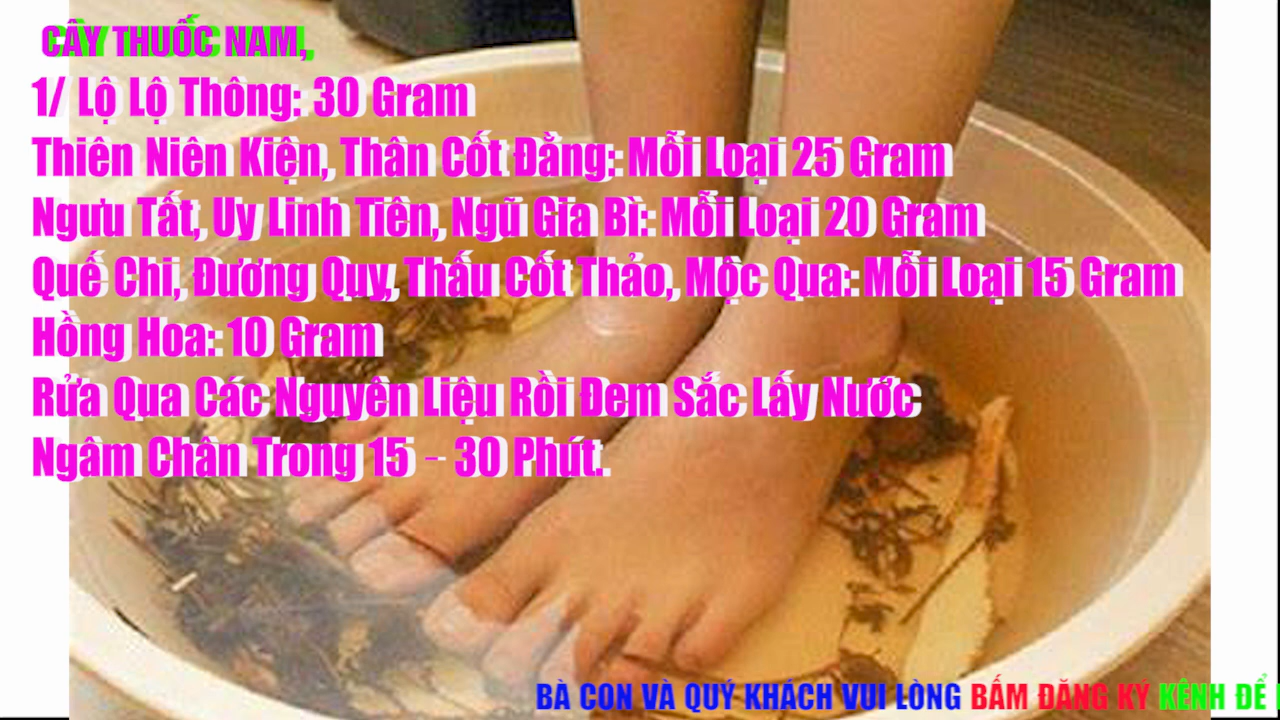 CÂY THUỐC NAM,
1/ Lộ Lộ Thông: 30 Gram
Thiên Niên Kiện, Thân Cốt Đằng: Mỗi Loại 25 Gram
Ngưu Tất, Uy Linh Tiên, Ngũ Gia Bì: Mỗi Loại 20 Gram
Quế Chi, Đương Quy, Thấu Cốt Thảo, Mộc Qua: Mỗi Loại 15 Gram
Hồng Hoa: 10 Gram
Rửa Qua Các Nguyên Liệu Rồi Đem Sắc Lấy Nước
Ngâm Chân Trong 15 - 30 Phút.
BÀ CON VÀ QUÝ KHÁCH VUI LÒNG BẤM ĐĂNG KÝ KÊNH ĐỂ